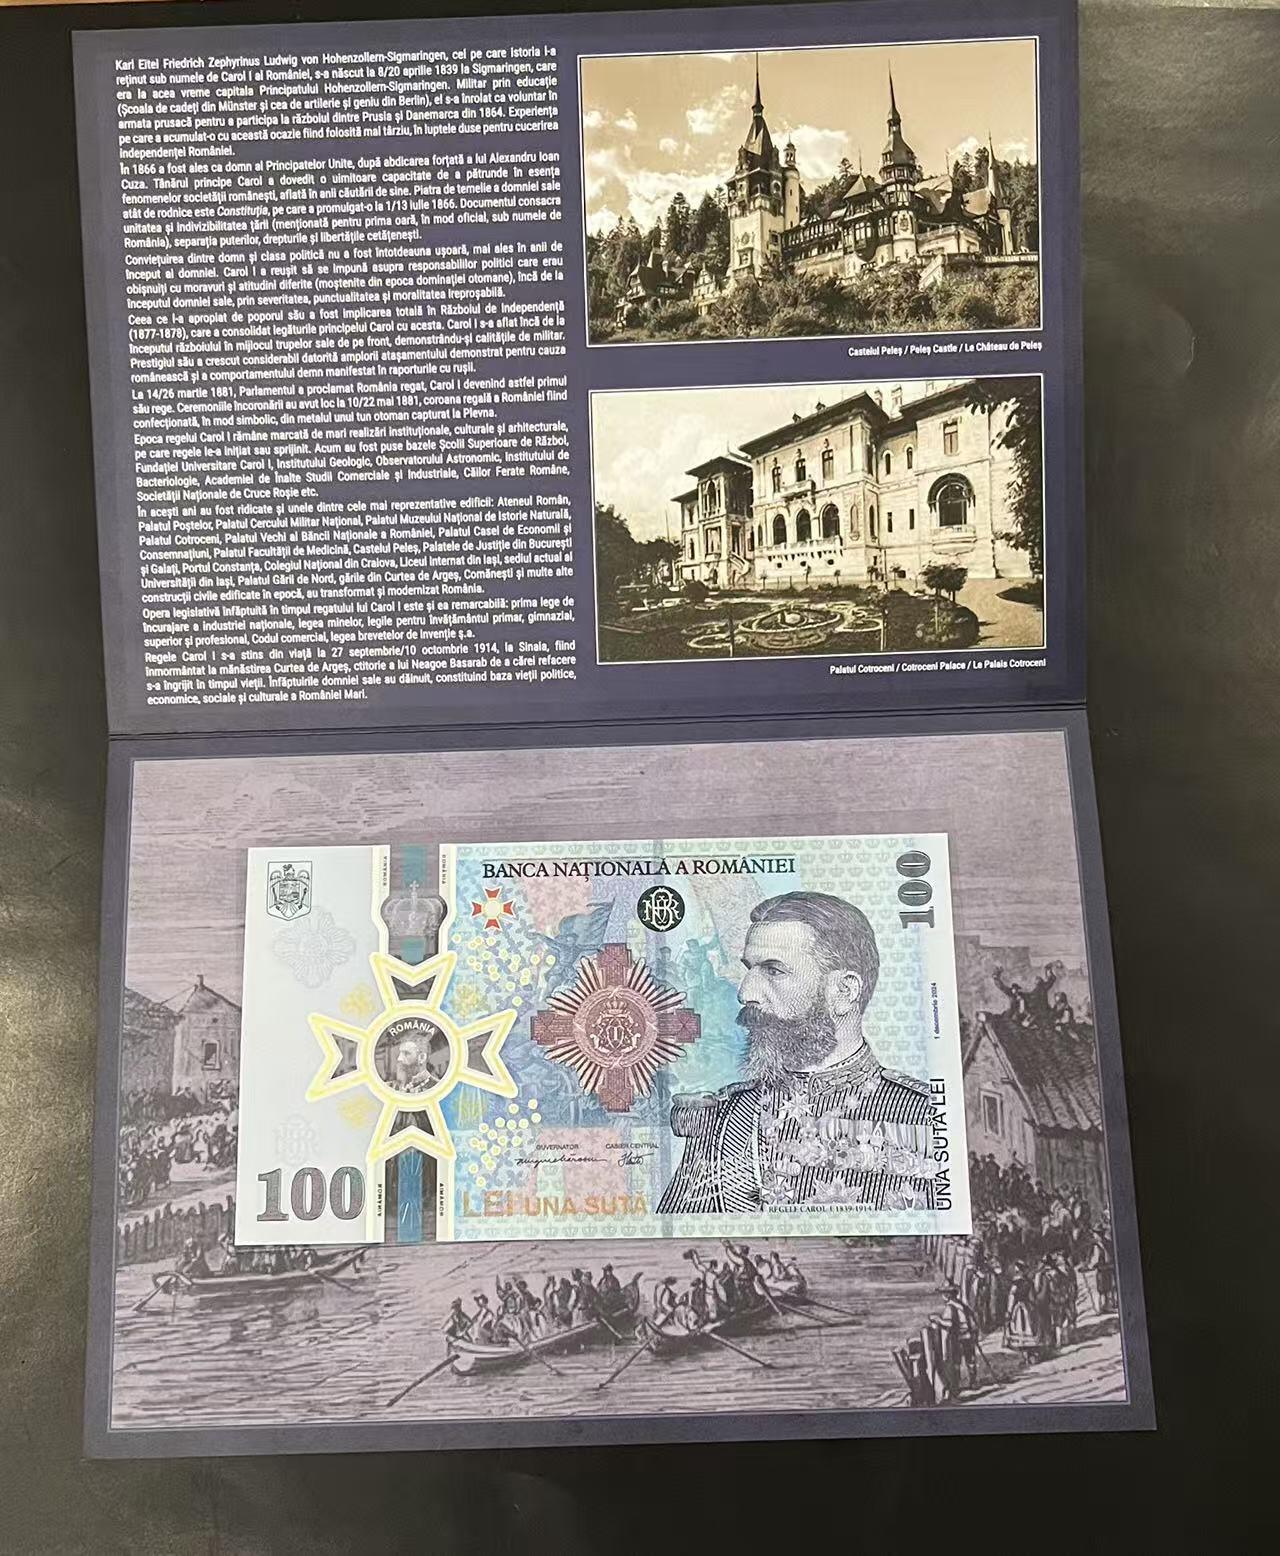 Karl Eitel Friedrich Zephyrinus Ludwig von Hohenzollern-Sigmaringen, cel pe care istoria l-a
reținut sub numele de Carol I al României, s-a născut la 8/20 aprilie 1839 la Sigmaringen, care
era la acea vreme capitala Principatului Hohenzollern-Sigmaringen. Militar prin educație
(Școala de cadeți din Münster și cea de artilerie și geniu din Berlin), el s-a înrolat ca voluntar în
armata prusacă pentru a participa la războiul dintre Prusia și Danemarca din 1864. Experiența
pe care a acumulat-o cu această ocazie fiind folosită mai târziu, în luptele duse pentru cucerirea
independenței României.
În 1866 a fost ales ca domn al Principatelor Unite, după abdicarea forțată a lui Alexandru Ioan
Cuza. Tânărul principe Carol a dovedit o uimitoare capacitate de a pătrunde în esența
fenomenelor societății românești, aflată în anii căutării de sine. Piatra de temelie a domniei sale
atât de rodnice este Constituția, pe care a promulgat-o la 1/13 iulie 1866. Documentul consacra
unitatea și indivizibilitatea țării (menționată pentru prima oară, în mod oficial, sub numele de
România), separația puterilor, drepturile și libertățile cetățenești.
Conviețuirea dintre domn și clasa politică nu a fost întotdeauna ușoară, mai ales în anii de
început ai domniei. Carol I a reușit să se impună asupra responsabililor politici care erau
obișnuiți cu moravuri și atitudini diferite (moștenite din epoca dominației otomane), încă de la
începutul domniei sale, prin severitatea, punctualitatea și moralitatea ireproșabilă.
Ceea ce l-a apropiat de poporul său a fost implicarea totală în Războiul de Independență
(1877-1878), care a consolidat legăturile principelui Carol cu acesta. Carol I s-a aflat încă de la
începutul războiului în mijlocul trupelor sale de pe front, demonstrându-și calitățile de militar.
Prestigiul său a crescut considerabil datorită amplorii atașamentului demonstrat pentru cauza
românească și a comportamentului demn manifestat în raporturile cu rușii.
La 14/26 martie 1881, Parlamentul a proclamat România regat, Carol I devenind astfel primul
său rege. Ceremoniile încoronării au avut loc la 10/22 mai 1881, coroana regală a României fiind
confecționată, în mod simbolic, din metalul unui tun otoman capturat la Plevna.
Epoca regelui Carol I rămâne marcată de mari realizări instituționale, culturale și arhitecturale,
pe care regele le-a inițiat sau sprijinit. Acum au fost puse bazele Școlii Superioare de Război,
Fundației Universitare Carol I, Institutului Geologic, Observatorului Astronomic, Institutului de
Bacteriologie, Academiei de Înalte Studii Comerciale și Industriale, Căilor Ferate Române,
Societății Naționale de Cruce Roșie etc.
În acești ani au fost ridicate și unele dintre cele mai reprezentative edificii: Ateneul Român,
Palatul Poștelor, Palatul Cercului Militar Național, Palatul Muzeului Național de Istorie Naturală,
Palatul Cotroceni, Palatul Vechi al Băncii Naționale a României, Palatul Casei de Economii și
Consemnațiuni, Palatul Facultății de Medicină, Castelul Peleș, Palatele de Justiție din București
și Galați, Portul Constanța, Colegiul Național din Craiova, Liceul Internat din Iași, sediul actual al
Universității din Iași, Palatul Gării de Nord, gările din Curtea de Argeș, Comănești și multe alte
construcții civile edificate în epocă, au transformat și modernizat România.
Opera legislativă înfăptuită în timpul regatului lui Carol I este și ea remarcabilă: prima lege de
încurajare a industriei naționale, legea minelor, legile pentru învățământul primar, gimnazial,
superior și profesional, Codul comercial, legea brevetelor de invenție ș.a.
Regele Carol I s-a stins din viață la 27 septembrie/10 octombrie 1914, la Sinaia, fiind
înmormântat la mănăstirea Curtea de Argeș, ctitorie a lui Neagoe Basarab de a cărei refacere
s-a îngrijit în timpul vieții. Înfăptuirile domniei sale au dăinuit, constituind baza vieții politice,
economice, sociale și culturale a României Mari.
Castelul Peleș / Peleș Castle / Le Château de Peleș
Palatul Cotroceni / Cotroceni Palace / Le Palais Cotroceni
BANCA NAȚIONALĂ A ROMÂNIEI
100
ROMÂNIA
ROMÂNIA
BNR
ROMÂNIA
1 decembrie 2024
UNA SUTĂ LEI
GUVERNATOR
CASIER CENTRAL
100
ROMÂNIA
ROMÂNIA
LEI UNA SUTĂ
REGELE CAROL I 1839-1914